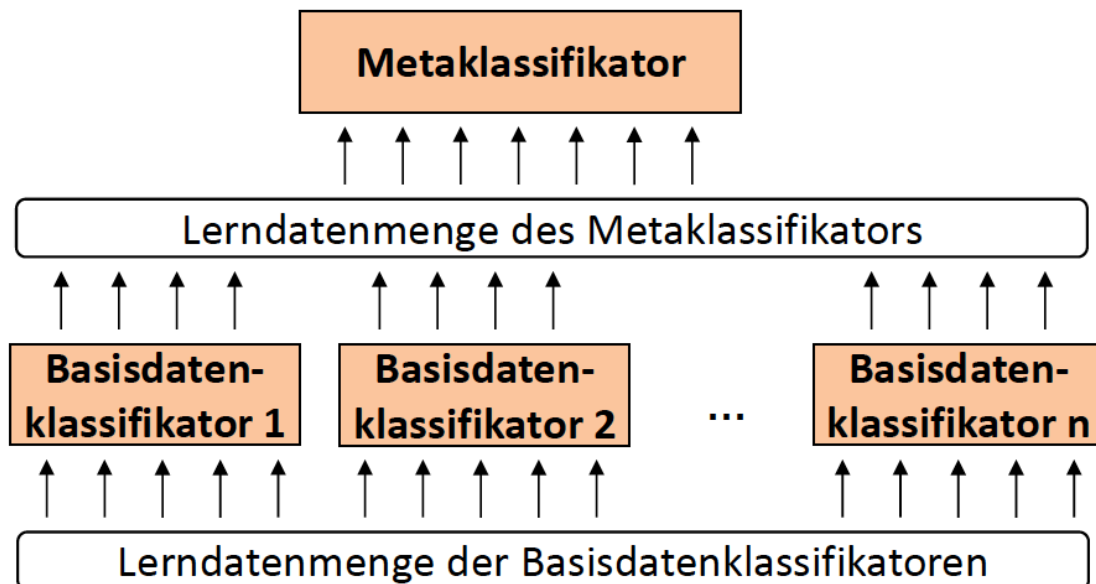 Metaklassifikator
Lerndatenmenge des Metaklassifikators
Basisdaten-
klassifikator 1
Basisdaten-
klassifikator 2
...
Basisdaten-
klassifikator n
Lerndatenmenge der Basisdatenklassifikatoren